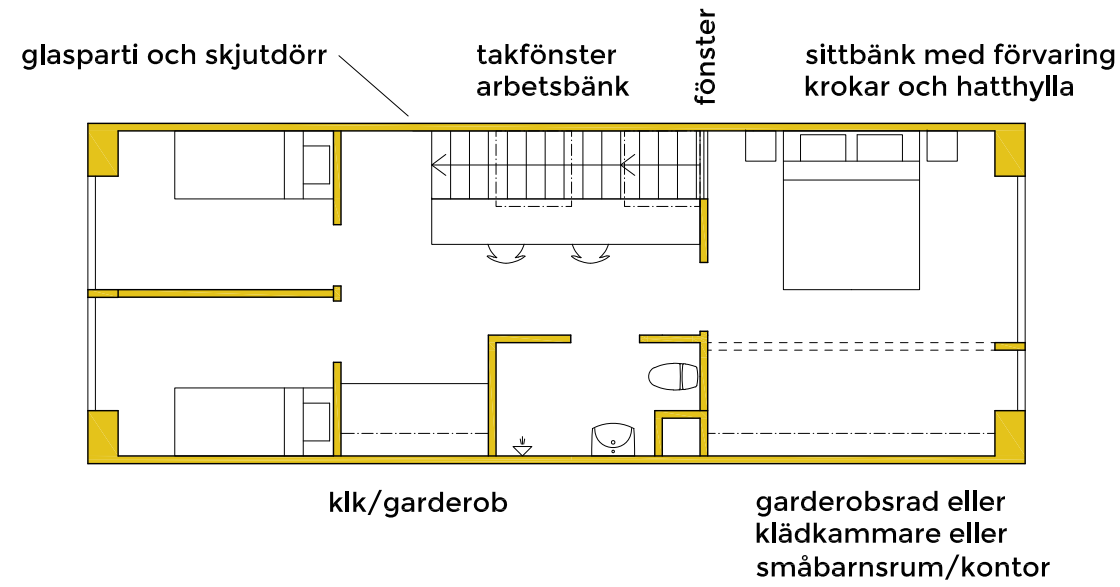 glasparti och skjutdörr
takfönster
arbetsbänk
fönster
sittbänk med förvaring
krokar och hatthylla
klk/garderob
garderobsrad eller
klädkammare eller
småbarnsrum/kontor